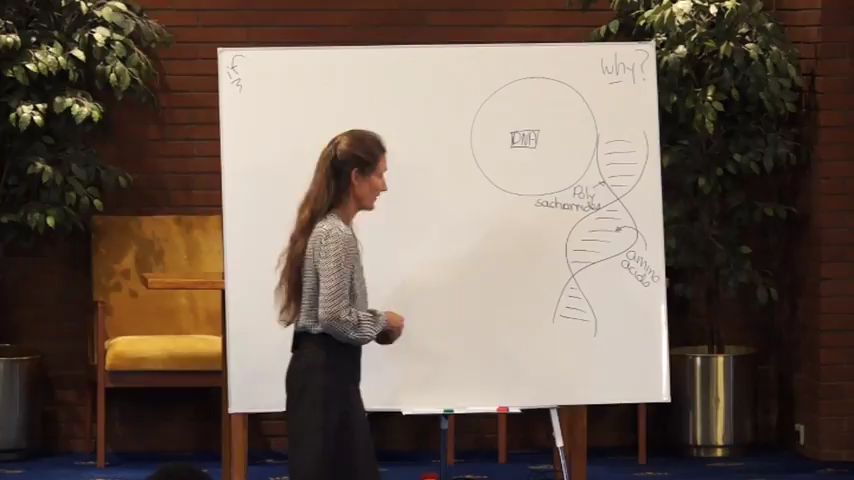 Why?
DNA
Poly
sacharrides
amino
acids